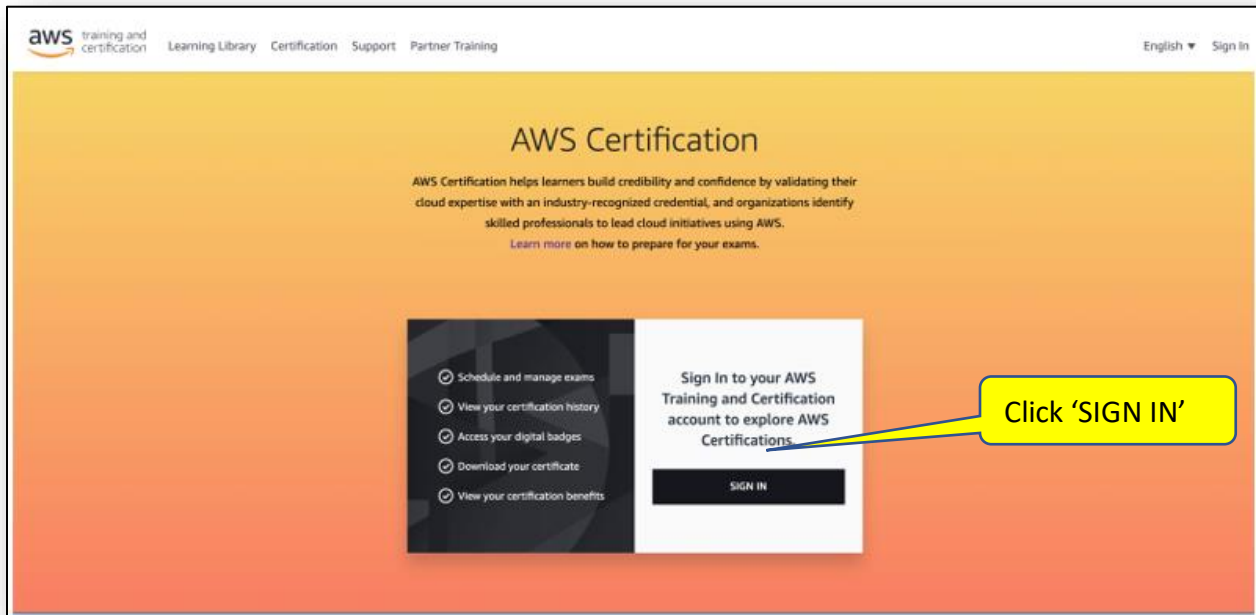 aws training and certification
Learning Library Certification Support Partner Training English ▼ Sign In
AWS Certification
AWS Certification helps learners build credibility and confidence by validating their
cloud expertise with an industry-recognized credential, and organizations identify
skilled professionals to lead cloud initiatives using AWS.
Learn more on how to prepare for your exams.
Schedule and manage exams
View your certification history
Access your digital badges
Download your certificate
View your certification benefits
Sign In to your AWS
Training and Certification
account to explore AWS
Certifications.
SIGN IN
Click ‘SIGN IN’